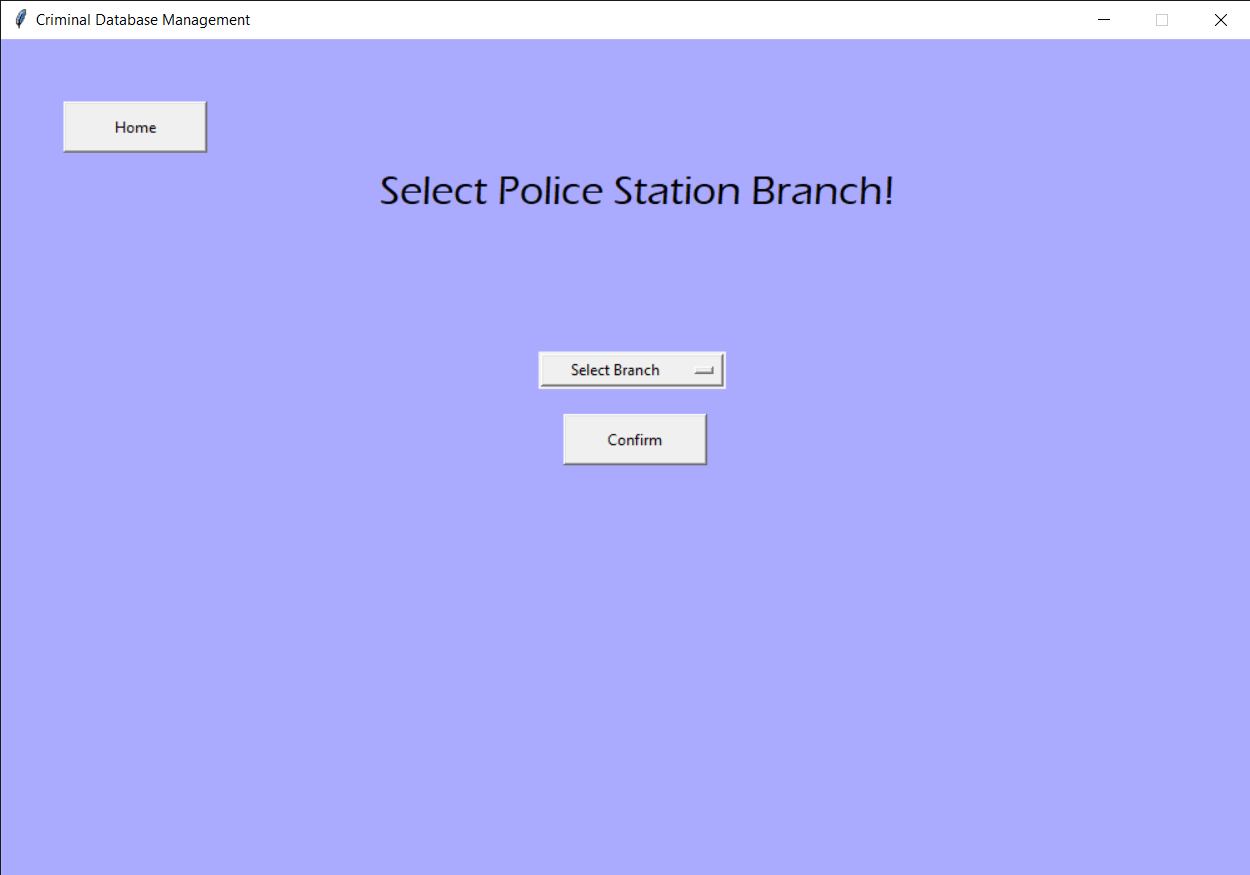 Criminal Database Management
Home
Select Police Station Branch!
Select Branch
Confirm